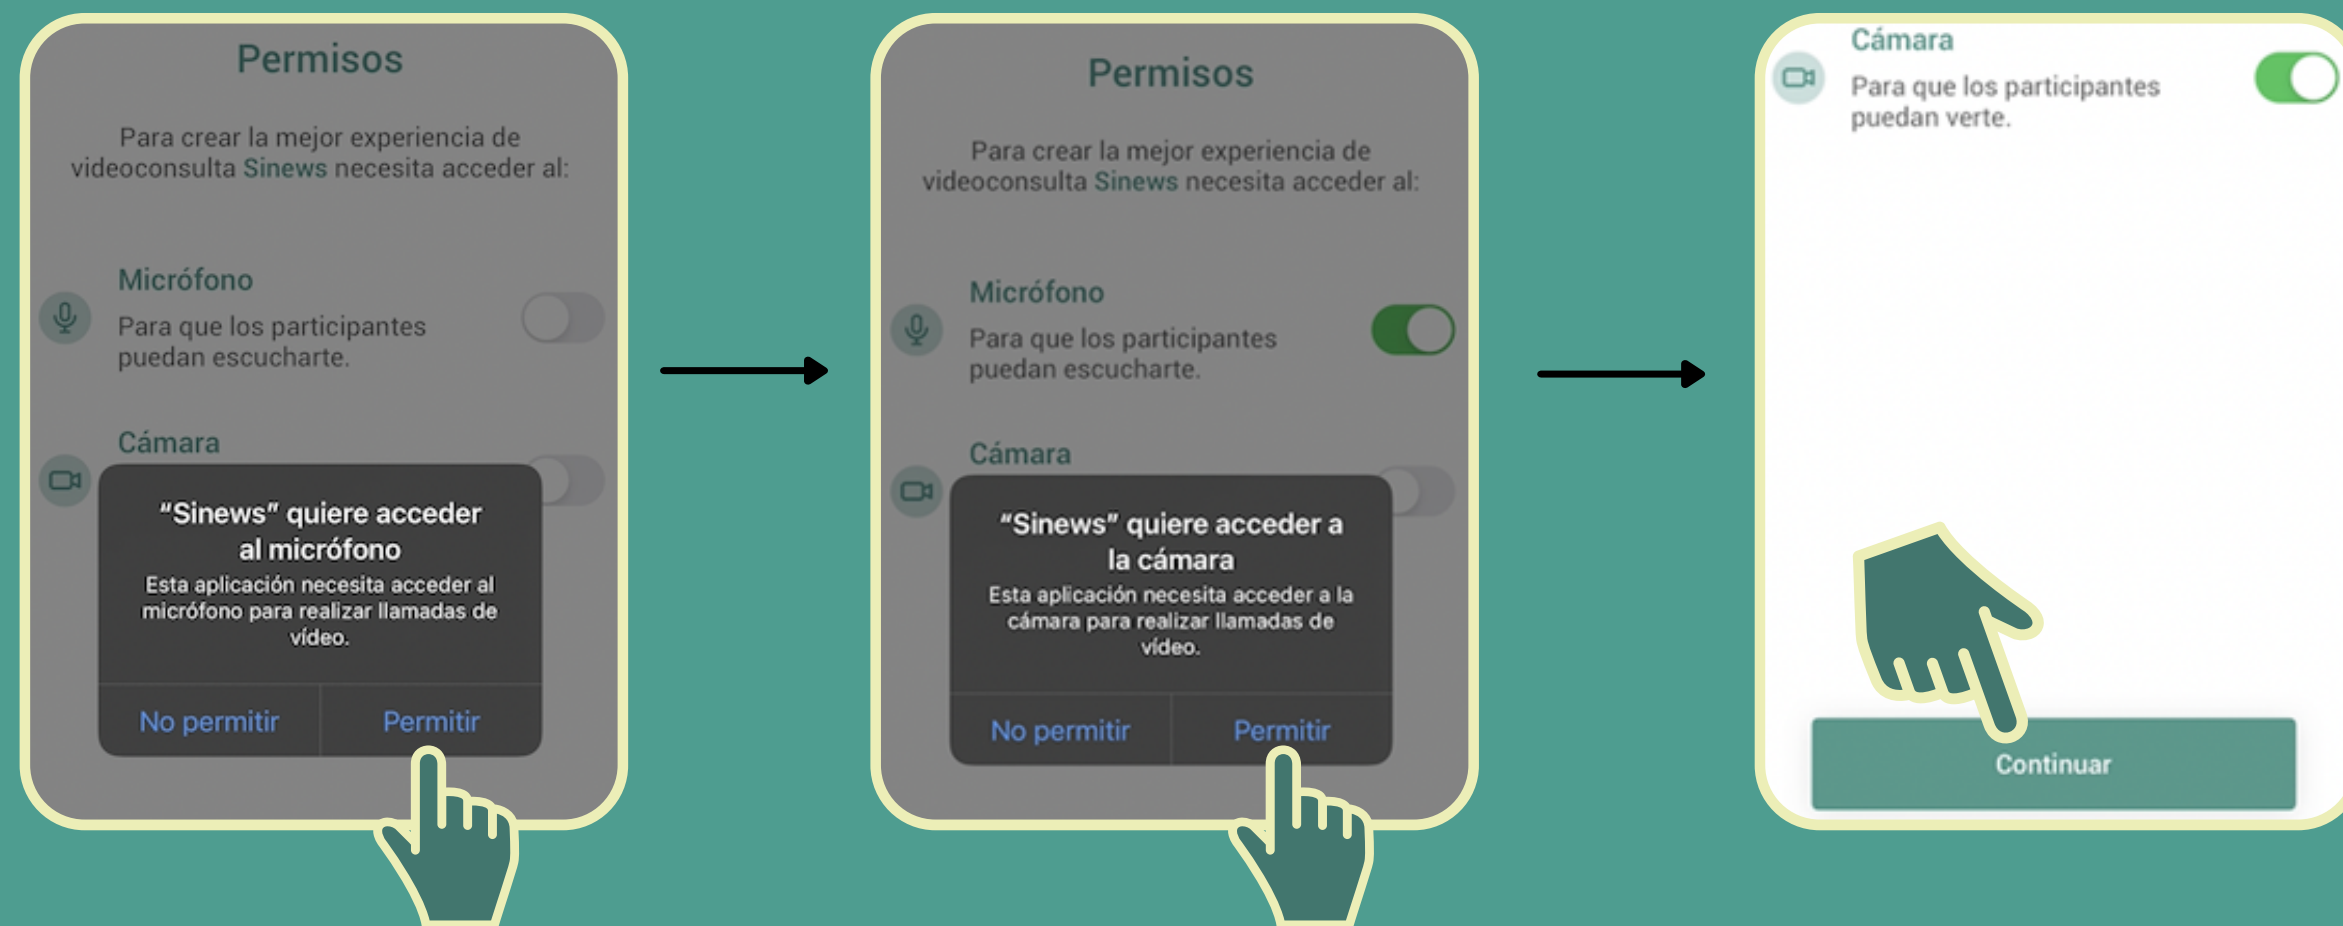 Permisos
Para crear la mejor experiencia de
videoconsulta Sinews necesita acceder al:
Micrófono
Para que los participantes
puedan escucharte.
Cámara
“Sinews” quiere acceder
al micrófono
Esta aplicación necesita acceder al
micrófono para realizar llamadas de
vídeo.
No permitir
Permitir
Permisos
Para crear la mejor experiencia de
videoconsulta Sinews necesita acceder al:
Micrófono
Para que los participantes
puedan escucharte.
Cámara
“Sinews” quiere acceder a
la cámara
Esta aplicación necesita acceder a la
cámara para realizar llamadas de
vídeo.
No permitir
Permitir
Cámara
Para que los participantes
puedan verte.
Continuar